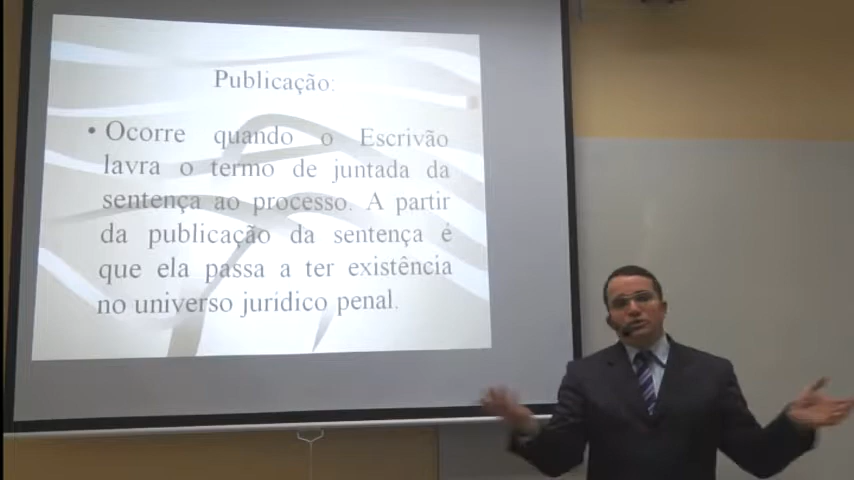 Publicação:
• Ocorre quando o Escrivão
lavra o termo de juntada da
sentença ao processo. A partir
da publicação da sentença é
que ela passa a ter existência
no universo jurídico penal.